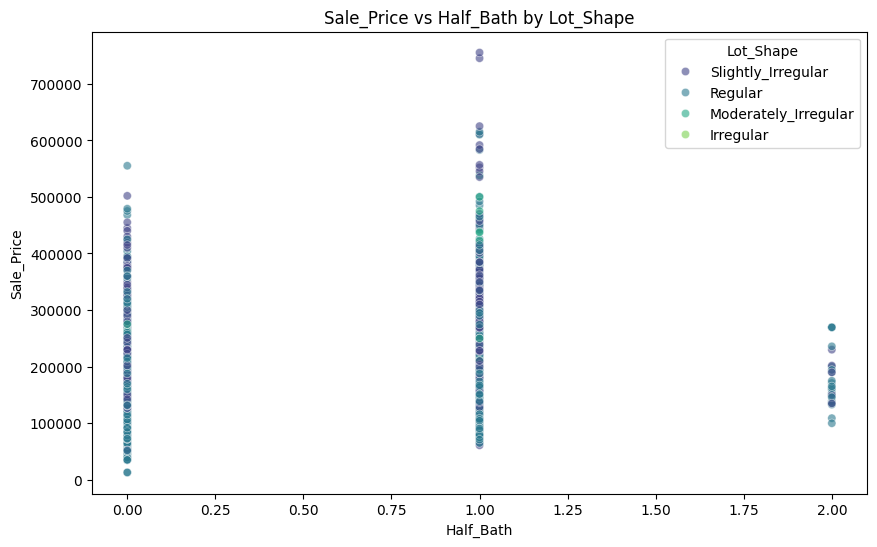 Sale_Price vs Half_Bath by Lot_Shape
Lot_Shape
Slightly_Irregular
Regular
Moderately_Irregular
Irregular
700000
600000
500000
400000
300000
200000
100000
0
Sale_Price
0.00 0.25 0.50 0.75 1.00 1.25 1.50 1.75 2.00
Half_Bath